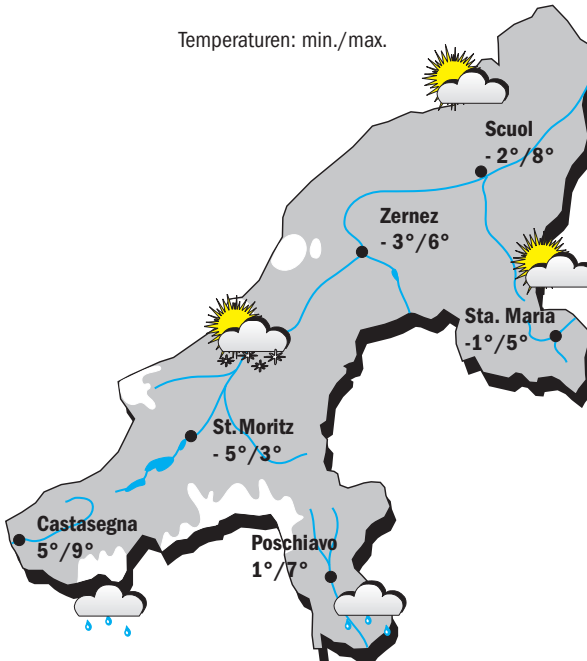 Temperaturen: min./max.
Scuol
- 2°/8°
Zernez
- 3°/6°
Sta. Maria
-1°/5°
St.Moritz
- 5°/3°
Castasegna
5°/9°
Poschiavo
1°/7°